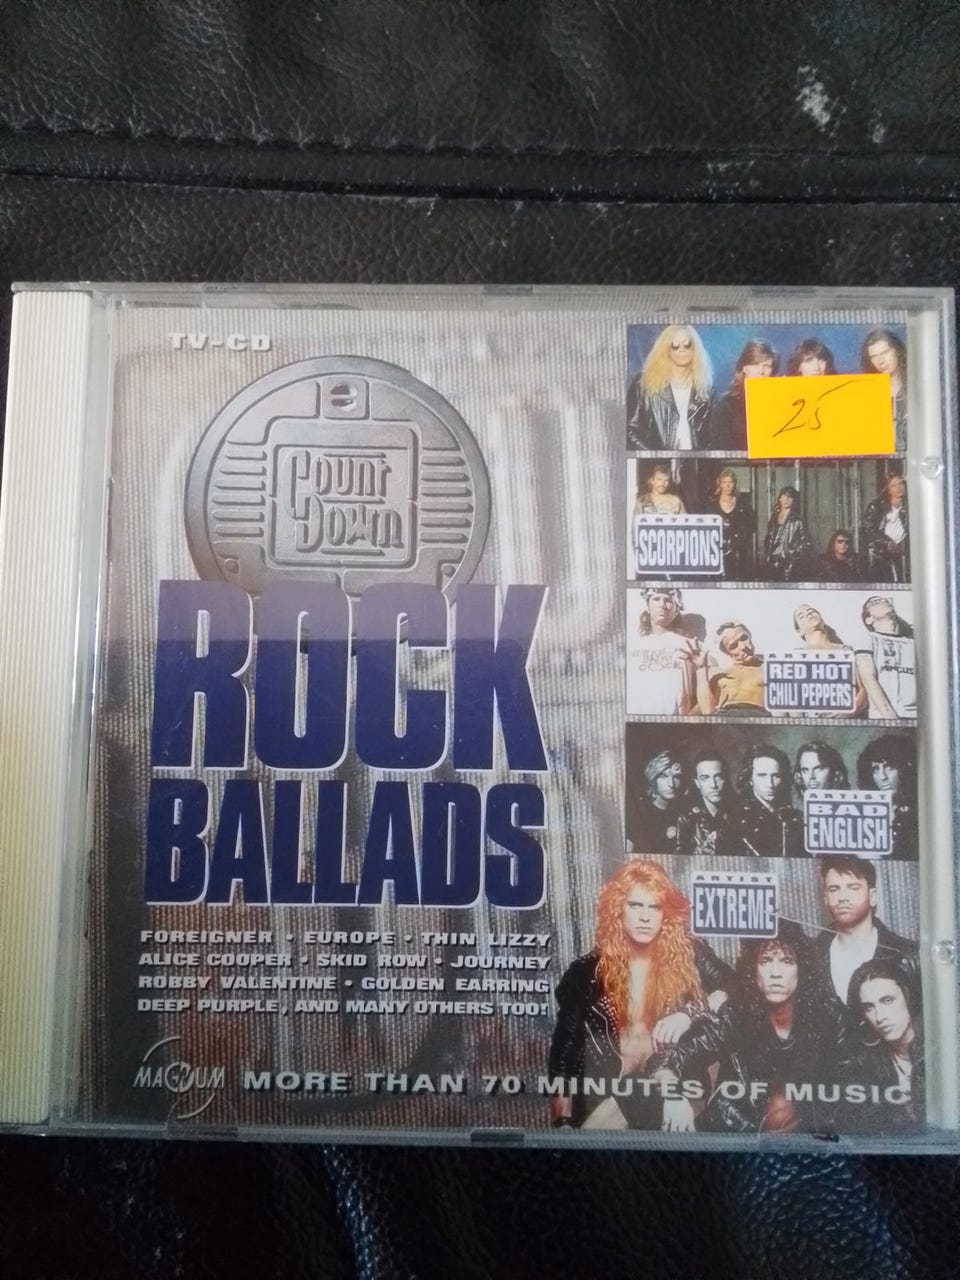 TV-CD
Count
Down
ROCK
BALLADS
FOREIGNER · EUROPE · THIN LIZZY
ALICE COOPER · SKID ROW · JOURNEY
ROBBY VALENTINE · GOLDEN EARRING
DEEP PURPLE, AND MANY OTHERS TOO!
MAGNUM
MORE THAN 70 MINUTES OF MUSIC
25
ARTIST
SCORPIONS
ARTIST
RED HOT
CHILI PEPPERS
ARTIST
BAD
ENGLISH
ARTIST
EXTREME